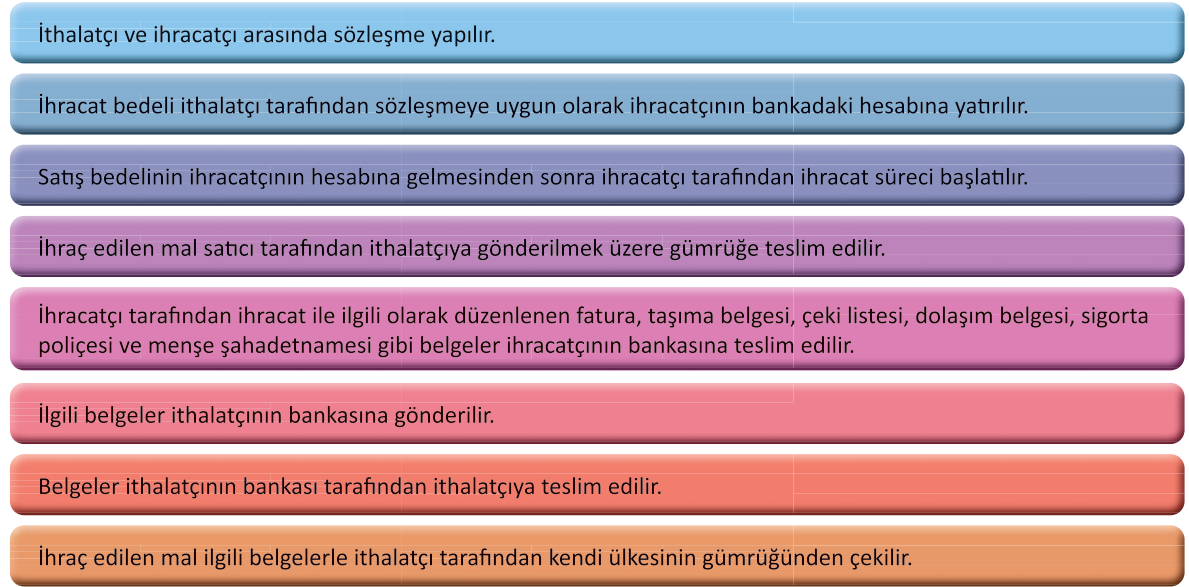 İthalatçı ve ihracatçı arasında sözleşme yapılır.
İhracat bedeli ithalatçı tarafından sözleşmeye uygun olarak ihracatçının bankadaki hesabına yatırılır.
Satış bedelinin ihracatçının hesabına gelmesinden sonra ihracatçı tarafından ihracat süreci başlatılır.
İhraç edilen mal satıcı tarafından ithalatçıya gönderilmek üzere gümrüğe teslim edilir.
İhracatçı tarafından ihracat ile ilgili olarak düzenlenen fatura, taşıma belgesi, çeki listesi, dolaşım belgesi, sigorta
poliçesi ve menşe şahadetnamesi gibi belgeler ihracatçının bankasına teslim edilir.
İlgili belgeler ithalatçının bankasına gönderilir.
Belgeler ithalatçının bankası tarafından ithalatçıya teslim edilir.
İhraç edilen mal ilgili belgelerle ithalatçı tarafından kendi ülkesinin gümrüğünden çekilir.